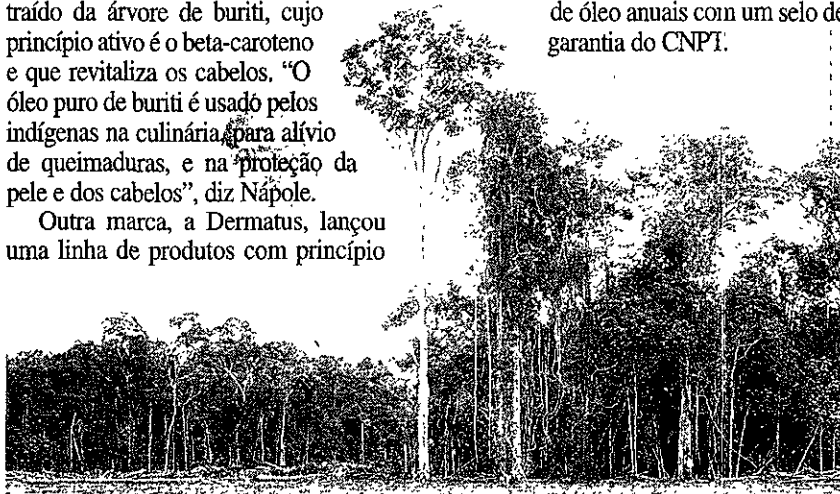 traído da árvore de buriti, cujo
princípio ativo é o beta-caroteno
e que revitaliza os cabelos. “O
óleo puro de buriti é usado pelos
indígenas na culinária, para alívio
de queimaduras, e na proteção da
pele e dos cabelos”, diz Nápole.
Outra marca, a Dermatus, lançou
uma linha de produtos com princípio
de óleo anuais com um selo de
garantia do CNPT.